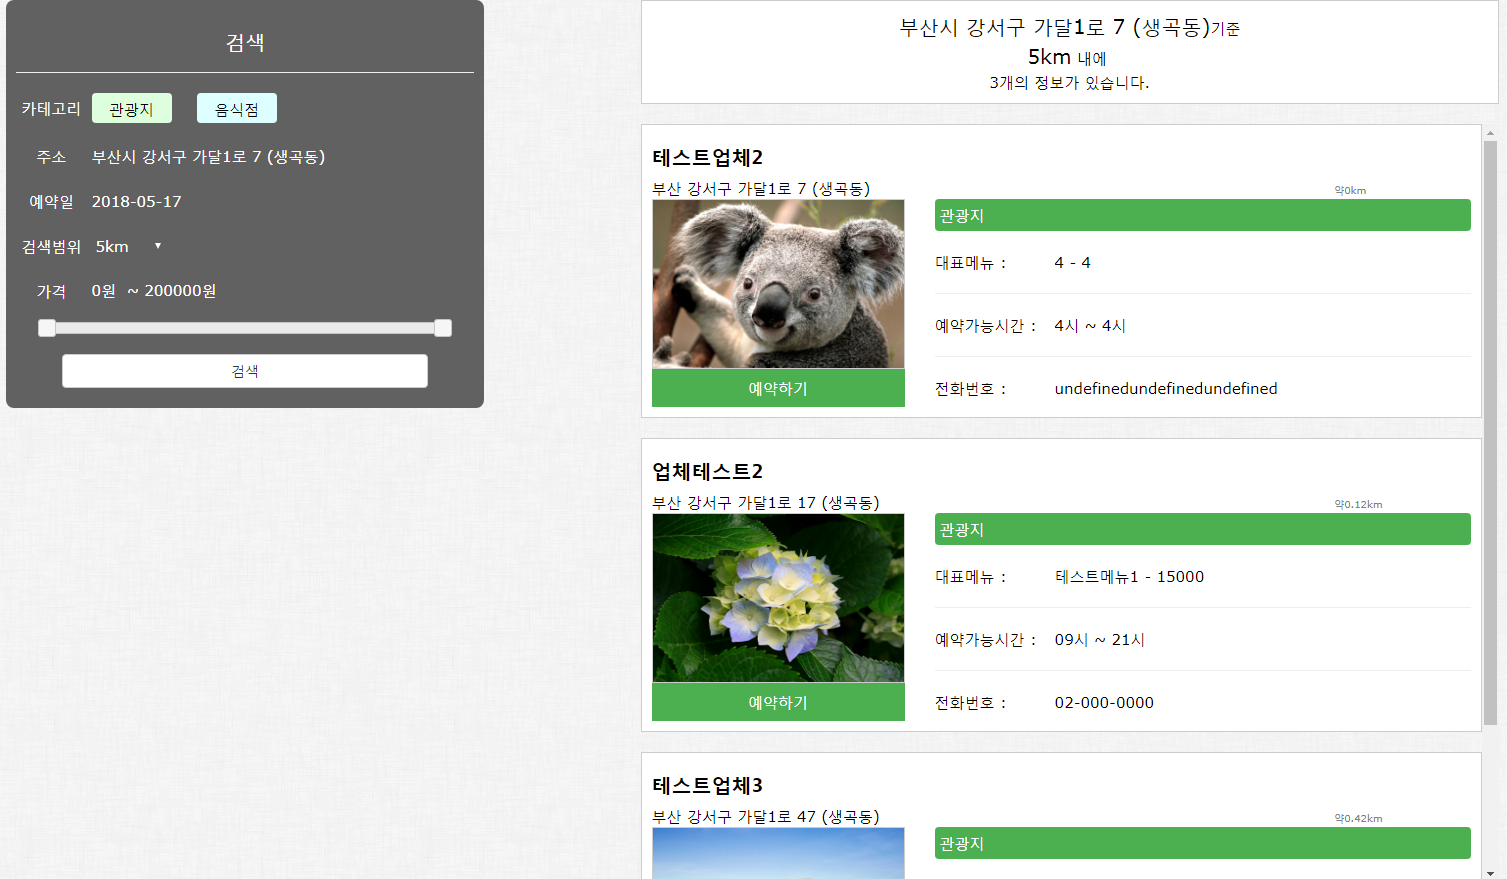 검색
카테고리 관광지 음식점
주소 부산시 강서구 가달1로 7 (생곡동)
예약일 2018-05-17
검색범위 5km
가격 0원 ~ 200000원
검색
부산시 강서구 가달1로 7 (생곡동)기준
5km 내에
3개의 정보가 있습니다.
테스트업체2
부산 강서구 가달1로 7 (생곡동) 약0km
관광지
대표메뉴 : 4 - 4
예약가능시간 : 4시 ~ 4시
전화번호 : undefinedundefinedundefined
예약하기
업체테스트2
부산 강서구 가달1로 17 (생곡동) 약0.12km
관광지
대표메뉴 : 테스트메뉴1 - 15000
예약가능시간 : 09시 ~ 21시
전화번호 : 02-000-0000
예약하기
테스트업체3
부산 강서구 가달1로 47 (생곡동) 약0.42km
관광지